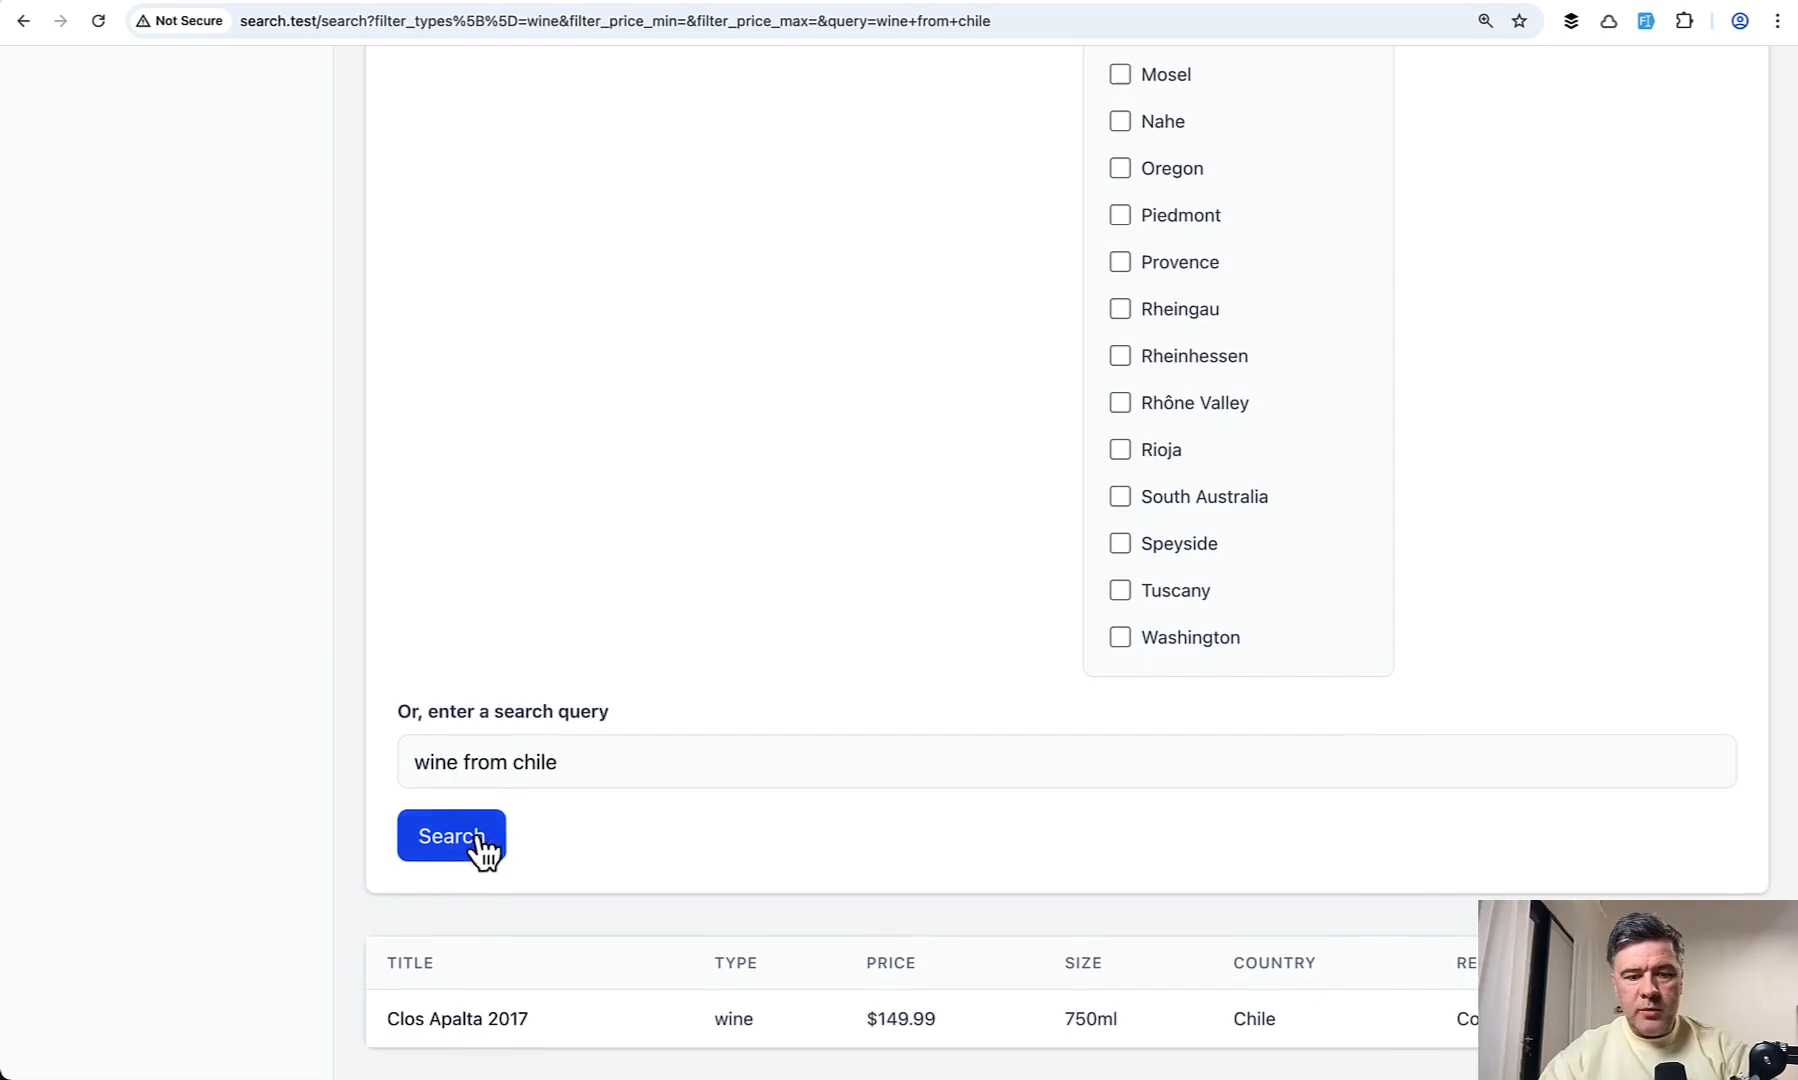 Not Secure search.test/search?filter_types%5B%5D=wine&filter_price_min=&filter_price_max=&query=wine+from+chile
Mosel
Nahe
Oregon
Piedmont
Provence
Rheingau
Rheinhessen
Rhône Valley
Rioja
South Australia
Speyside
Tuscany
Washington
Or, enter a search query
wine from chile
Search
TITLE TYPE PRICE SIZE COUNTRY RE
Clos Apalta 2017 wine $149.99 750ml Chile Co